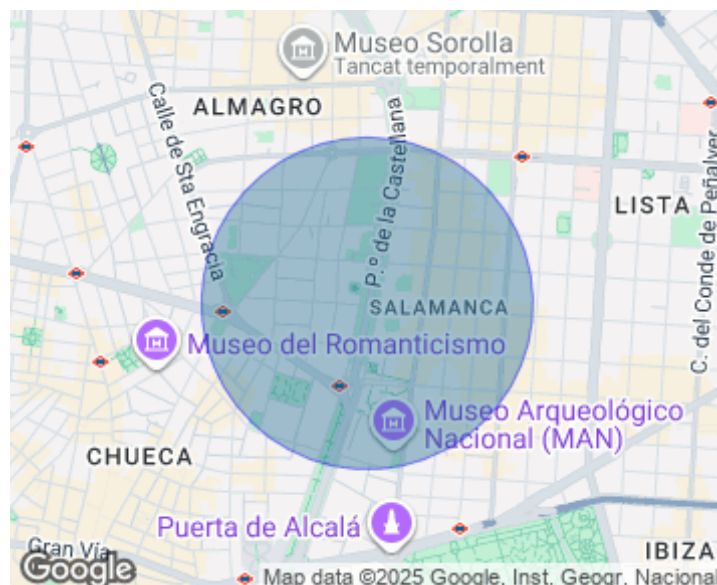 Museo Sorolla
Tancat temporalment
ALMAGRO
Calle de Sta Engracia
P.º de la Castellana
C. del Conde de Peñalver
LISTA
SALAMANCA
Museo del Romanticismo
Museo Arqueológico
Nacional (MAN)
CHUECA
Puerta de Alcalá
Gran Vía
IBIZA
Google
Map data ©2025 Google, Inst. Geogr. Nacional